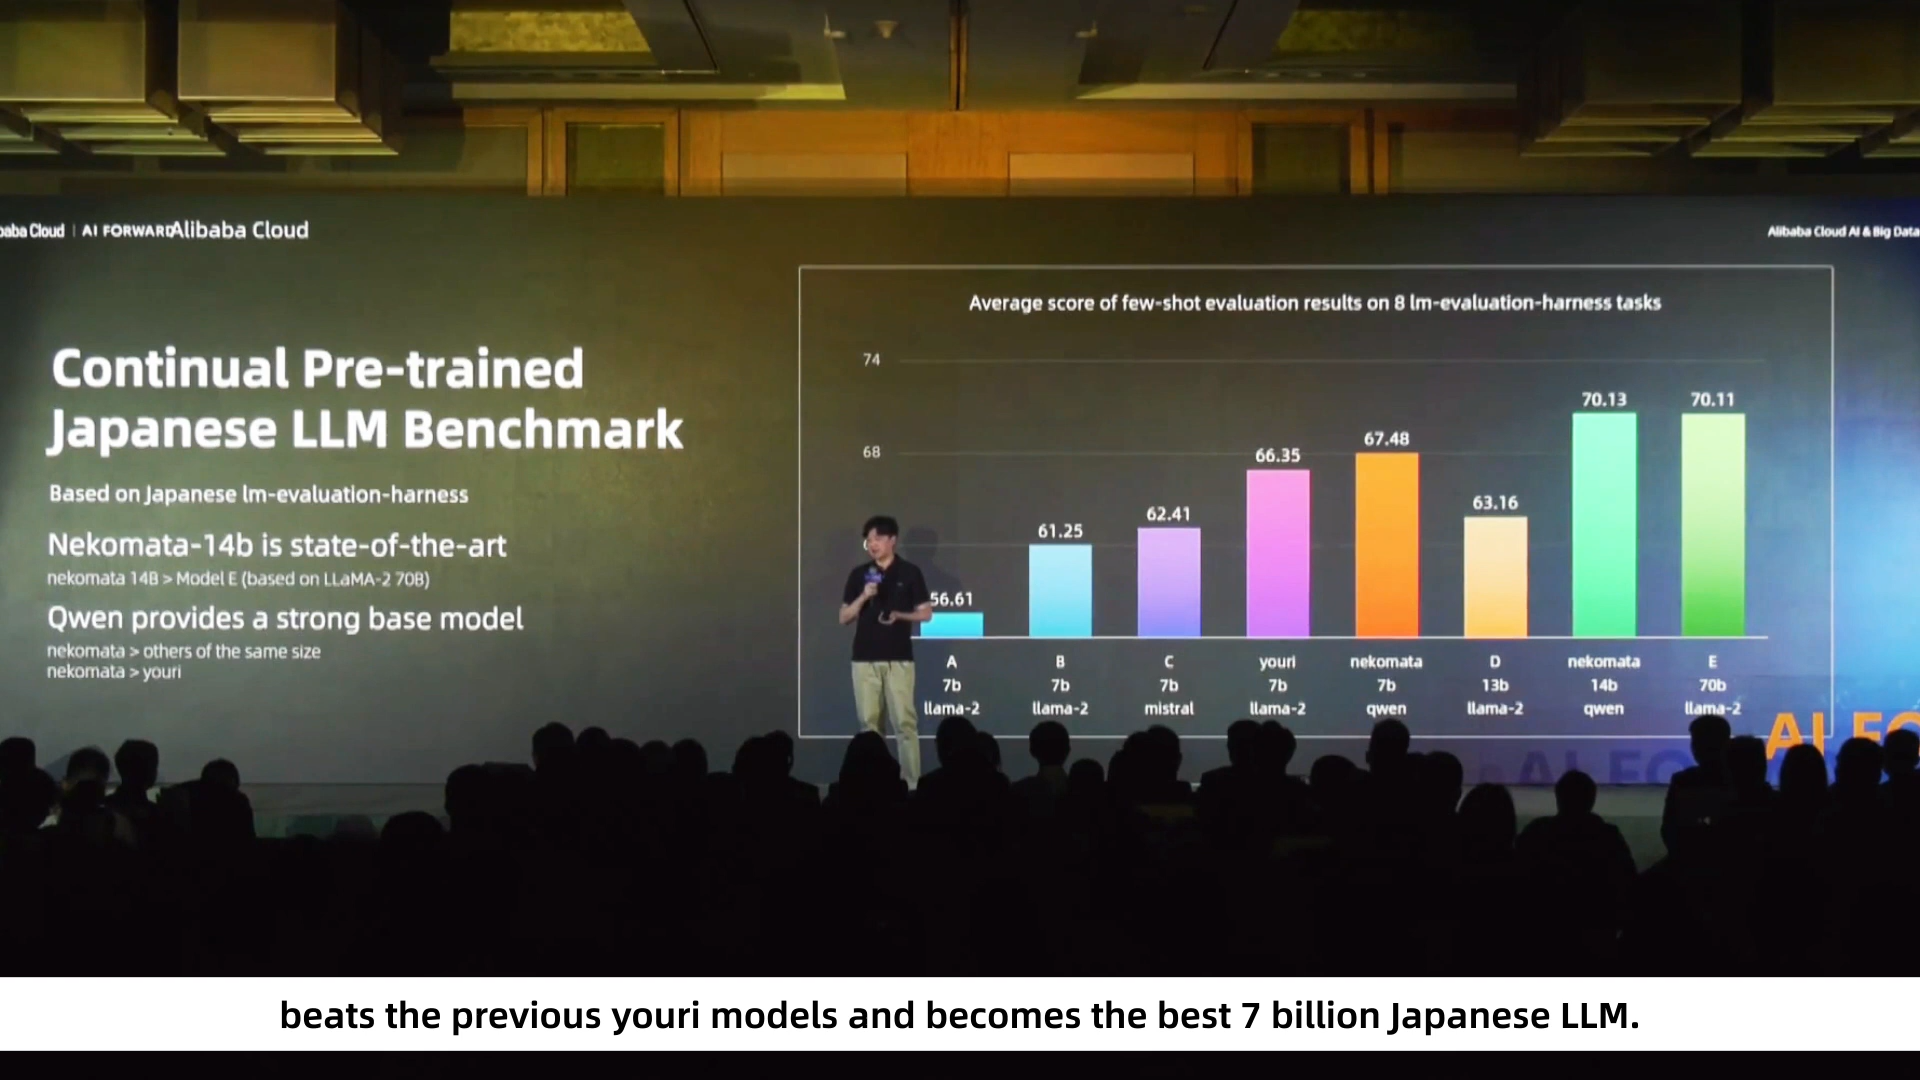 baba Cloud | AI FORWARD
Alibaba Cloud
Alibaba Cloud AI & Big Data
Continual Pre-trained
Japanese LLM Benchmark
Based on Japanese lm-evaluation-harness
Nekomata-14b is state-of-the-art
nekomata 14B > Model E (based on LLaMA-2 70B)
Qwen provides a strong base model
nekomata > others of the same size
nekomata > youri
Average score of few-shot evaluation results on 8 lm-evaluation-harness tasks
74
68
56.61
61.25
62.41
66.35
67.48
63.16
70.13
70.11
A
7b
llama-2
B
7b
llama-2
C
7b
mistral
youri
7b
llama-2
nekomata
7b
qwen
D
13b
llama-2
nekomata
14b
qwen
E
70b
llama-2
AI FO
AI FO
beats the previous youri models and becomes the best 7 billion Japanese LLM.